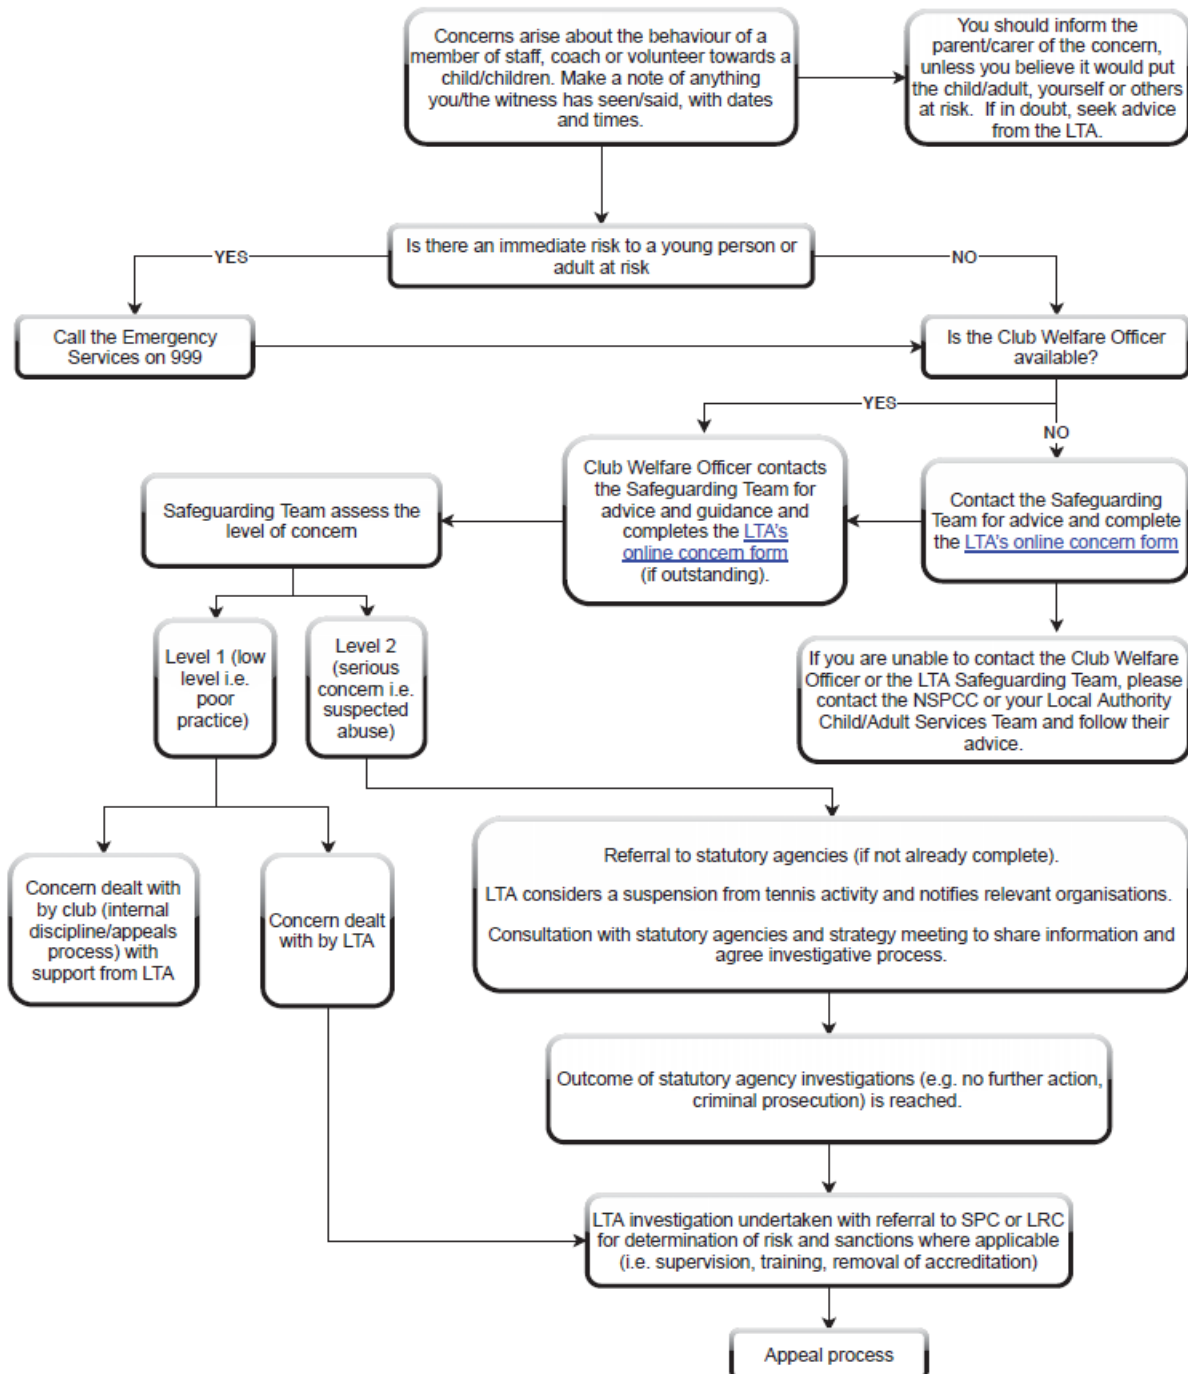 Concerns arise about the behaviour of a
member of staff, coach or volunteer towards a
child/children. Make a note of anything
you/the witness has seen/said, with dates
and times.
You should inform the
parent/carer of the concern,
unless you believe it would put
the child/adult, yourself or others
at risk.  If in doubt, seek advice
from the LTA.
Is there an immediate risk to a young person or
adult at risk
YES
NO
Call the Emergency
Services on 999
Is the Club Welfare Officer
available?
YES
NO
Club Welfare Officer contacts
the Safeguarding Team for
advice and guidance and
completes the LTA's
online concern form
(if outstanding).
Contact the Safeguarding
Team for advice and complete
the LTA's online concern form
Safeguarding Team assess the
level of concern
If you are unable to contact the Club Welfare
Officer or the LTA Safeguarding Team, please
contact the NSPCC or your Local Authority
Child/Adult Services Team and follow their
advice.
Level 1 (low
level i.e.
poor
practice)
Level 2
(serious
concern i.e.
suspected
abuse)
Concern dealt with
by club (internal
discipline/appeals
process) with
support from LTA
Concern dealt
with by LTA
Referral to statutory agencies (if not already complete).
LTA considers a suspension from tennis activity and notifies relevant organisations.
Consultation with statutory agencies and strategy meeting to share information and
agree investigative process.
Outcome of statutory agency investigations (e.g. no further action,
criminal prosecution) is reached.
LTA investigation undertaken with referral to SPC or LRC
for determination of risk and sanctions where applicable
(i.e. supervision, training, removal of accreditation)
Appeal process